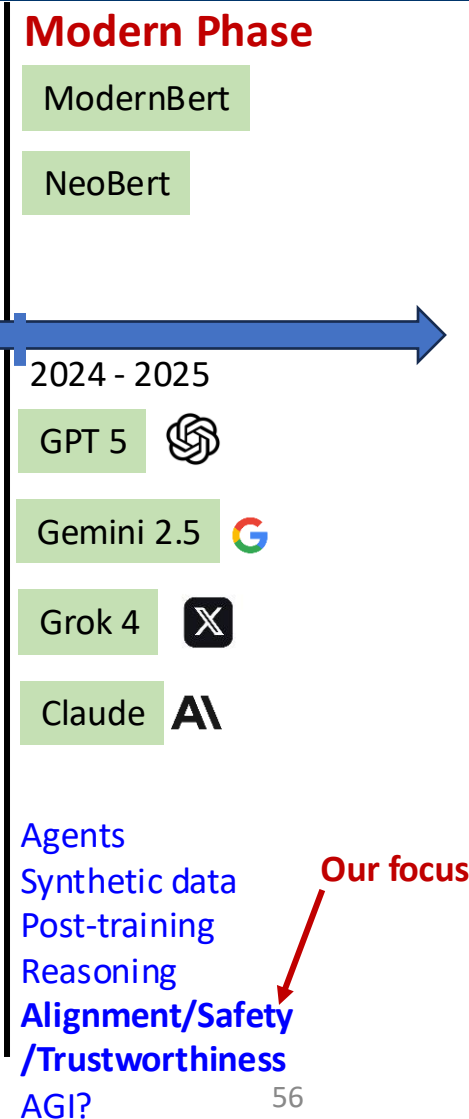 Modern Phase
ModernBert
NeoBert
2024 - 2025
GPT 5
Gemini 2.5
Grok 4
Claude
Agents
Synthetic data
Post-training
Reasoning
Alignment/Safety
/Trustworthiness
AGI?
Our focus
56